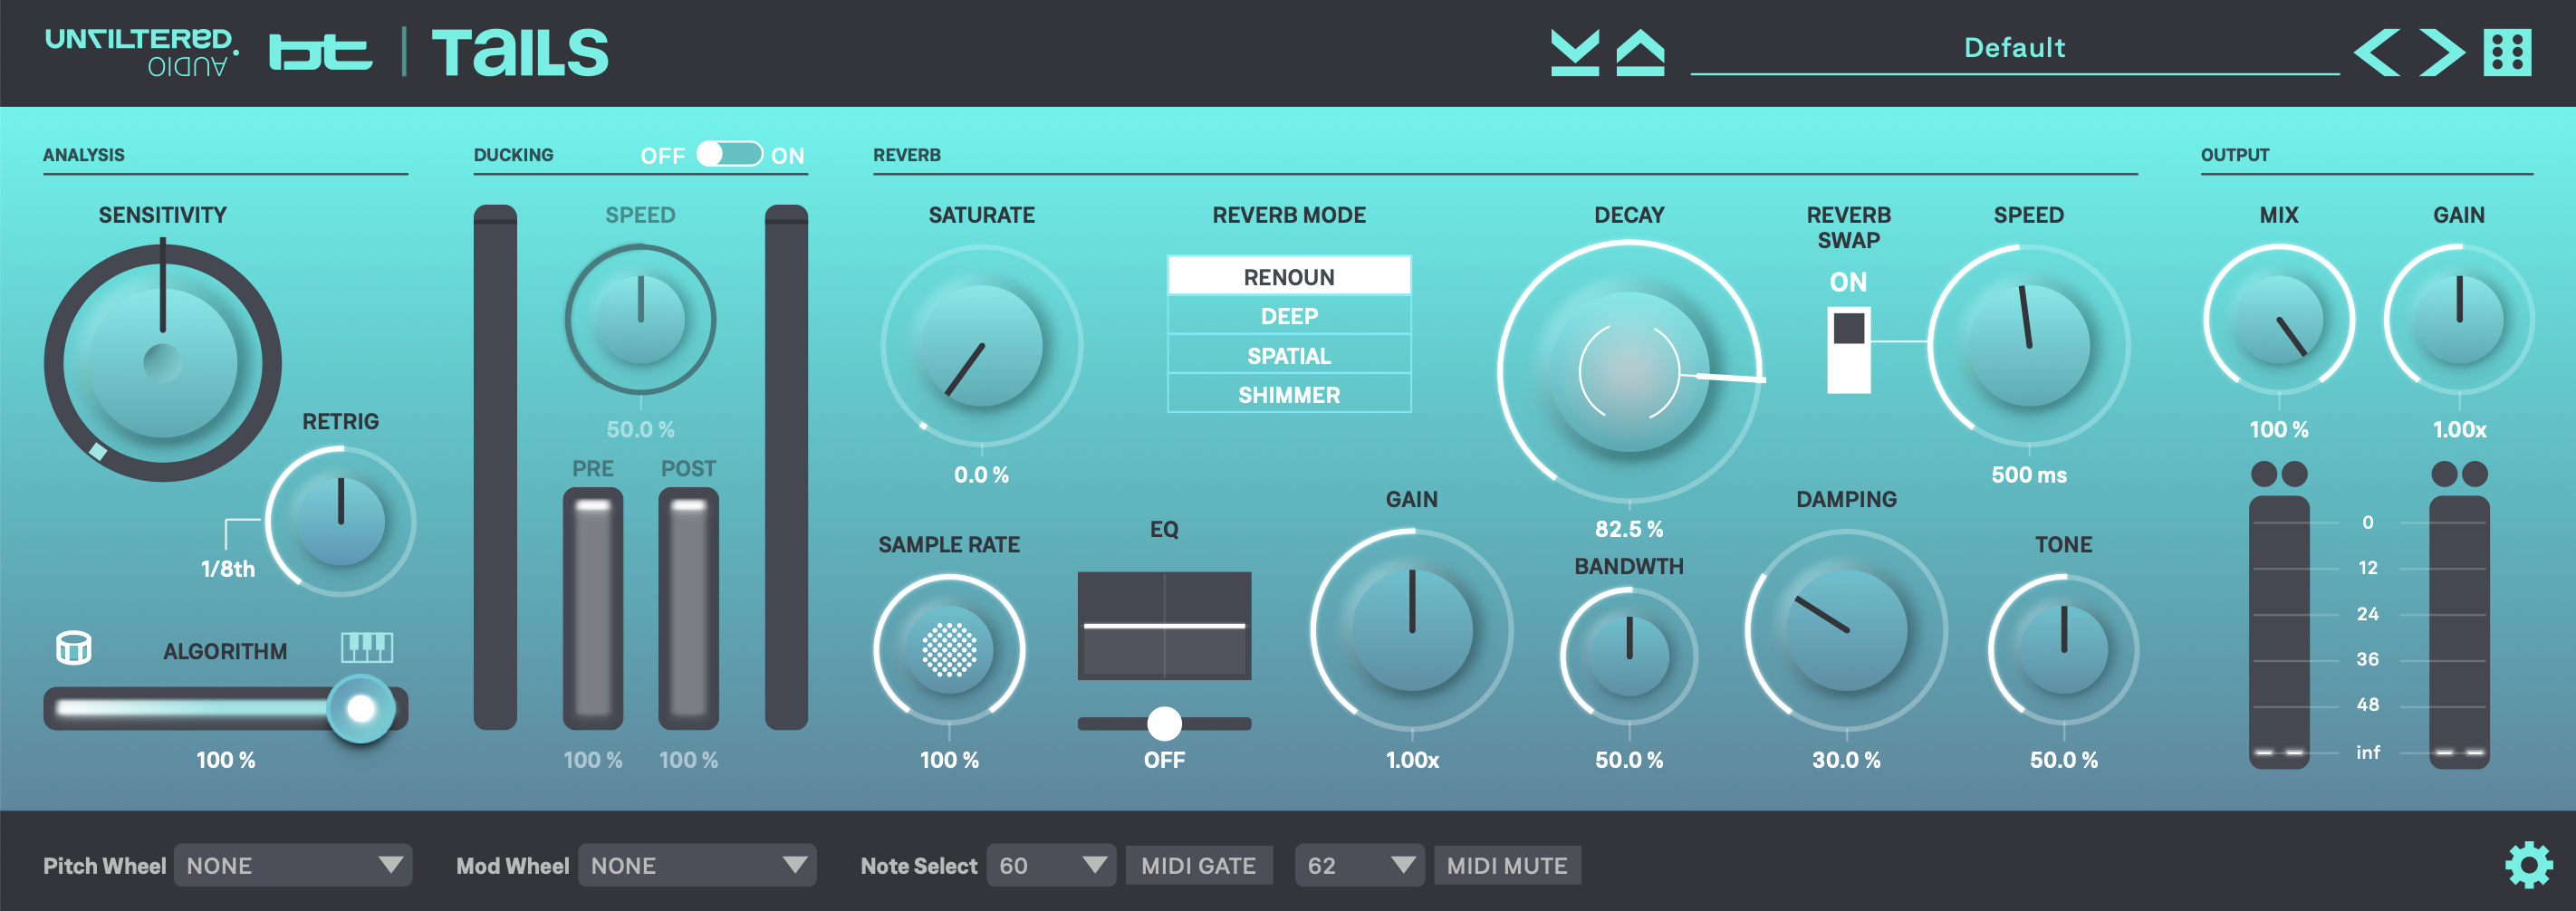 UNFILTERED
AUDIO
bt
TAILS
Default
ANALYSIS
DUCKING
OFF ON
REVERB
OUTPUT
SENSITIVITY
SPEED
SATURATE
REVERB MODE
DECAY
REVERB
SWAP
SPEED
MIX
GAIN
RENOUN
DEEP
SPATIAL
SHIMMER
ON
RETRIG
50.0 %
100 %
1.00x
PRE
POST
0.0 %
500 ms
GAIN
DAMPING
82.5 %
EQ
SAMPLE RATE
BANDWTH
TONE
1/8th
0
12
24
36
48
inf
ALGORITHM
100 %
100 %
100 %
100 %
OFF
1.00x
50.0 %
30.0 %
50.0 %
Pitch Wheel NONE
Mod Wheel NONE
Note Select 60 MIDI GATE 62 MIDI MUTE